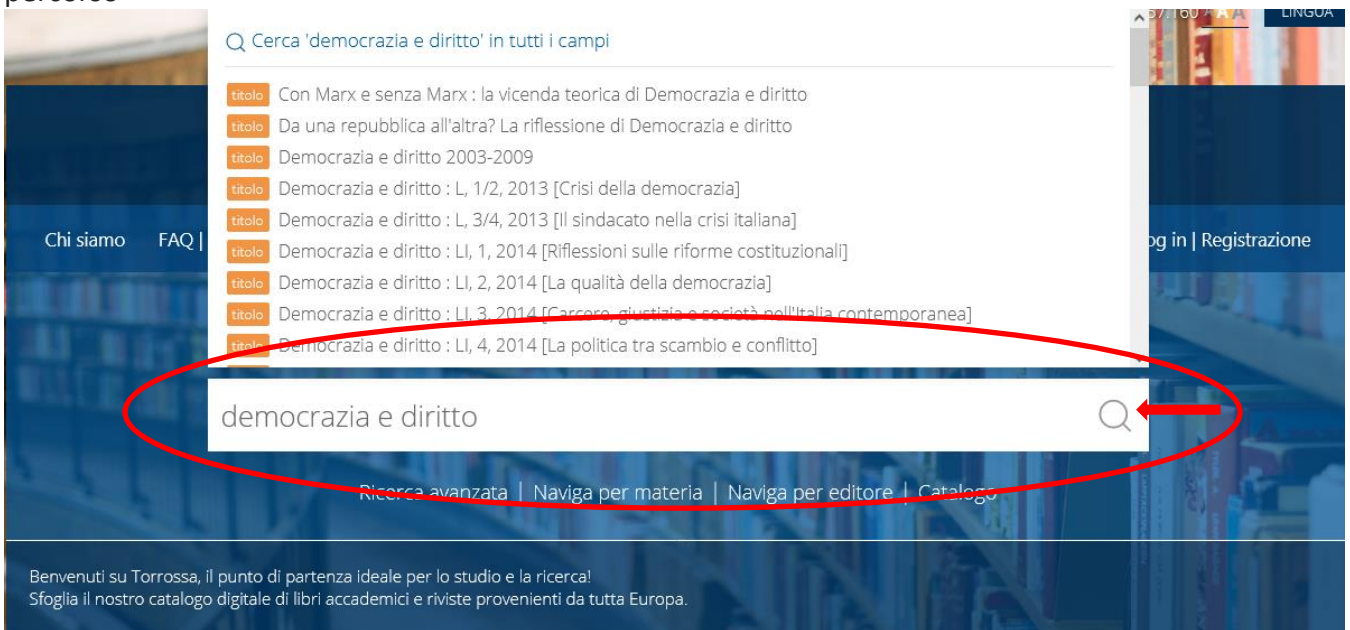 Cerca 'democrazia e diritto' in tutti i campi
LINGUA
titolo Con Marx e senza Marx : la vicenda teorica di Democrazia e diritto
titolo Da una repubblica all'altra? La riflessione di Democrazia e diritto
titolo Democrazia e diritto 2003-2009
titolo Democrazia e diritto : L, 1/2, 2013 [Crisi della democrazia]
titolo Democrazia e diritto : L, 3/4, 2013 [Il sindacato nella crisi italiana]
Chi siamo FAQ | og in | Registrazione
titolo Democrazia e diritto : LI, 1, 2014 [Riflessioni sulle riforme costituzionali]
titolo Democrazia e diritto : LI, 2, 2014 [La qualità della democrazia]
titolo Democrazia e diritto : LI, 3, 2014 [Carcere, giustizia e società nell'Italia contemporanea]
titolo Democrazia e diritto : LI, 4, 2014 [La politica tra scambio e conflitto]
democrazia e diritto
Ricerca avanzata | Naviga per materia | Naviga per editore | Catalogo
Benvenuti su Torrossa, il punto di partenza ideale per lo studio e la ricerca!
Sfoglia il nostro catalogo digitale di libri accademici e riviste provenienti da tutta Europa.